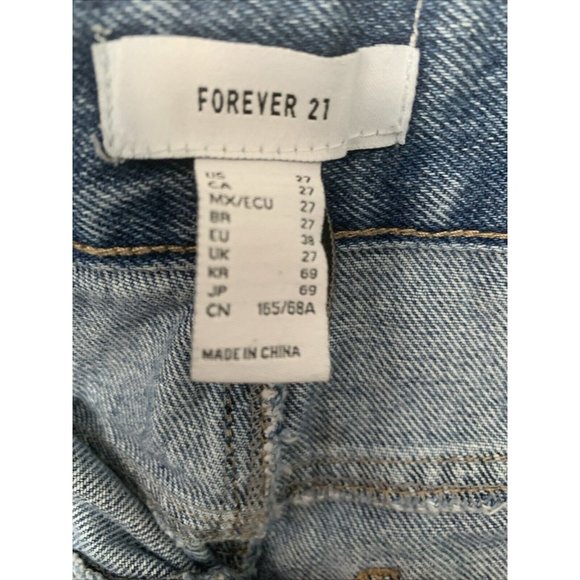 FOREVER 21
US 27
CA 27
MX/ECU 27
BR 27
EU 38
UK 27
KR 69
JP 69
CN 165/68A
MADE IN CHINA